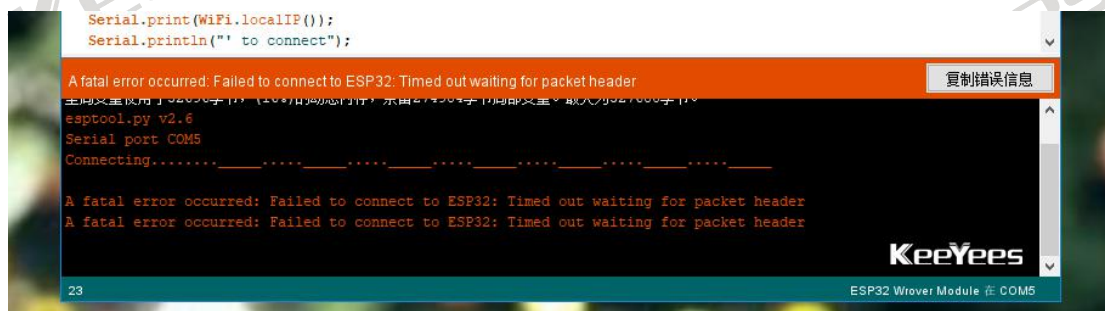 Serial.print(WiFi.localIP());
Serial.println("' to connect");
A fatal error occurred: Failed to connect to ESP32: Timed out waiting for packet header
复制错误信息
esptool.py v2.6
Serial port COM5
Connecting........_____....._____....._____....._____....._____....._____....._____
A fatal error occurred: Failed to connect to ESP32: Timed out waiting for packet header
A fatal error occurred: Failed to connect to ESP32: Timed out waiting for packet header
KeeYees
23
ESP32 Wrover Module 在 COM5